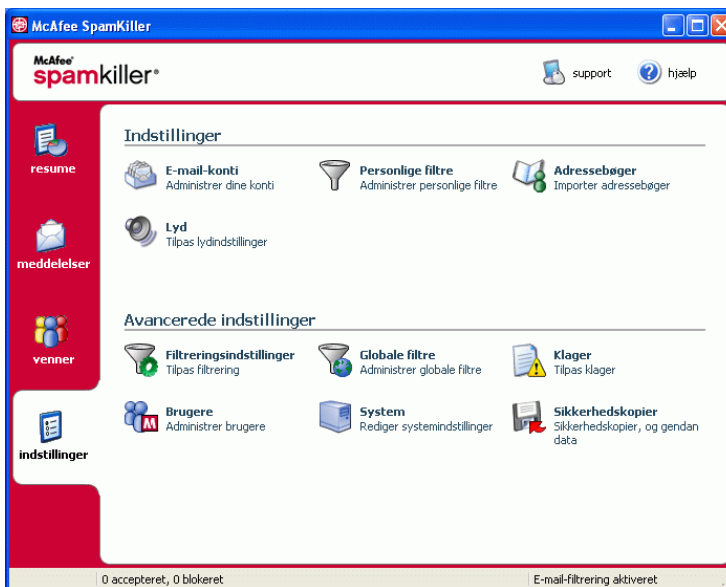 McAfee SpamKiller
McAfee®
spamkiller®
support
hjælp
resume
meddelelser
venner
indstillinger
Indstillinger
E-mail-konti
Administrer dine konti
Personlige filtre
Administrer personlige filtre
Adressebøger
Importer adressebøger
Lyd
Tilpas lydindstillinger
Avancerede indstillinger
Filtreringsindstillinger
Tilpas filtrering
Globale filtre
Administrer globale filtre
Klager
Tilpas klager
Brugere
Administrer brugere
System
Rediger systemindstillinger
Sikkerhedskopier
Sikkerhedskopier, og gendan
data
0 accepteret, 0 blokeret
E-mail-filtrering aktiveret